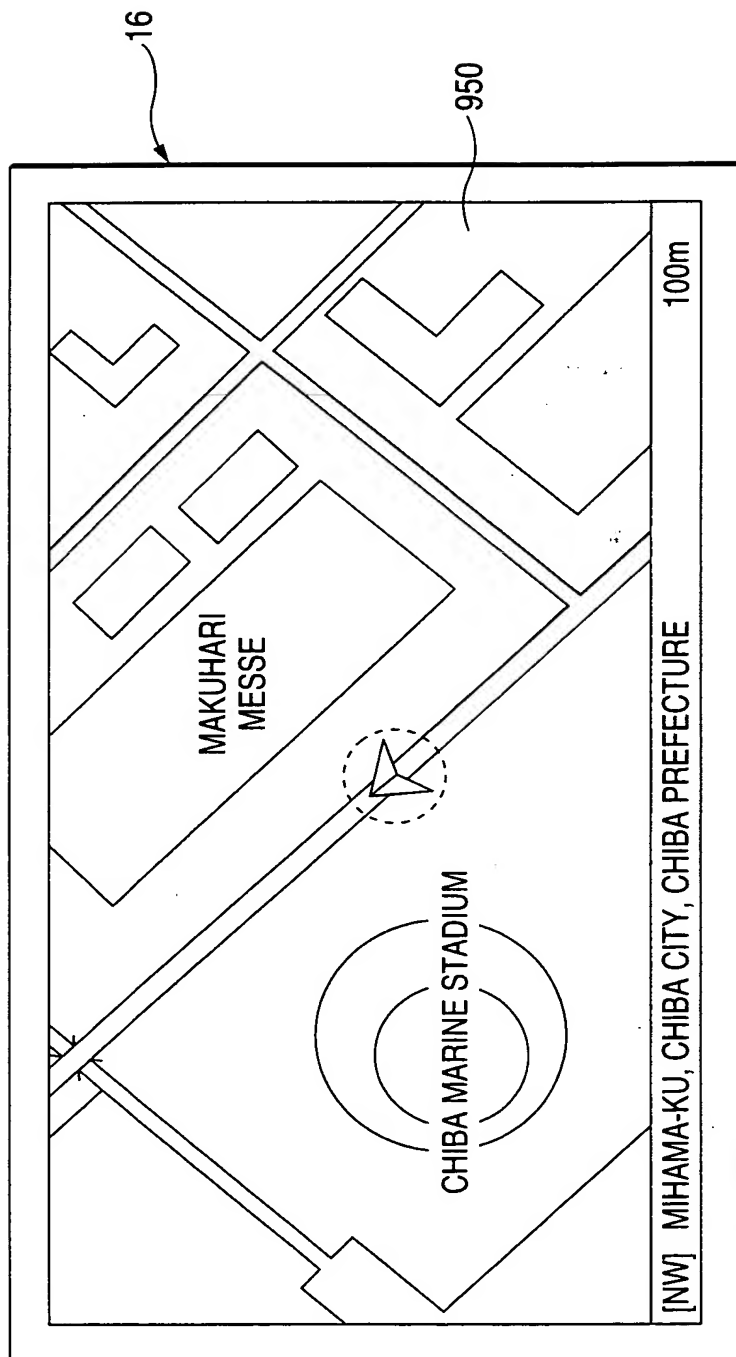 16
950
MAKUHARI
MESSE
CHIBA MARINE STADIUM
[NW] MIHAMA-KU, CHIBA CITY, CHIBA PREFECTURE 100m